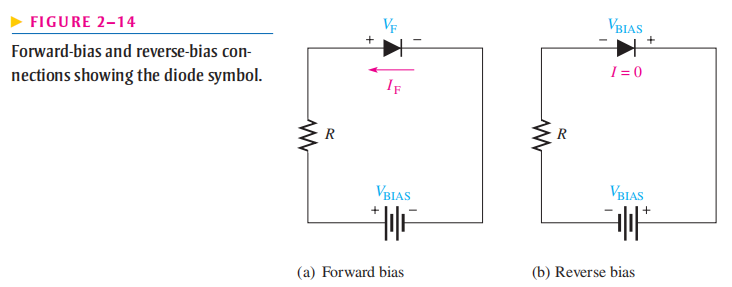 ▶ FIGURE 2–14
Forward-bias and reverse-bias con-
nections showing the diode symbol.
VF
+ –
IF
R
VBIAS
+ –
(a) Forward bias
VBIAS
– +
I = 0
R
VBIAS
– +
(b) Reverse bias